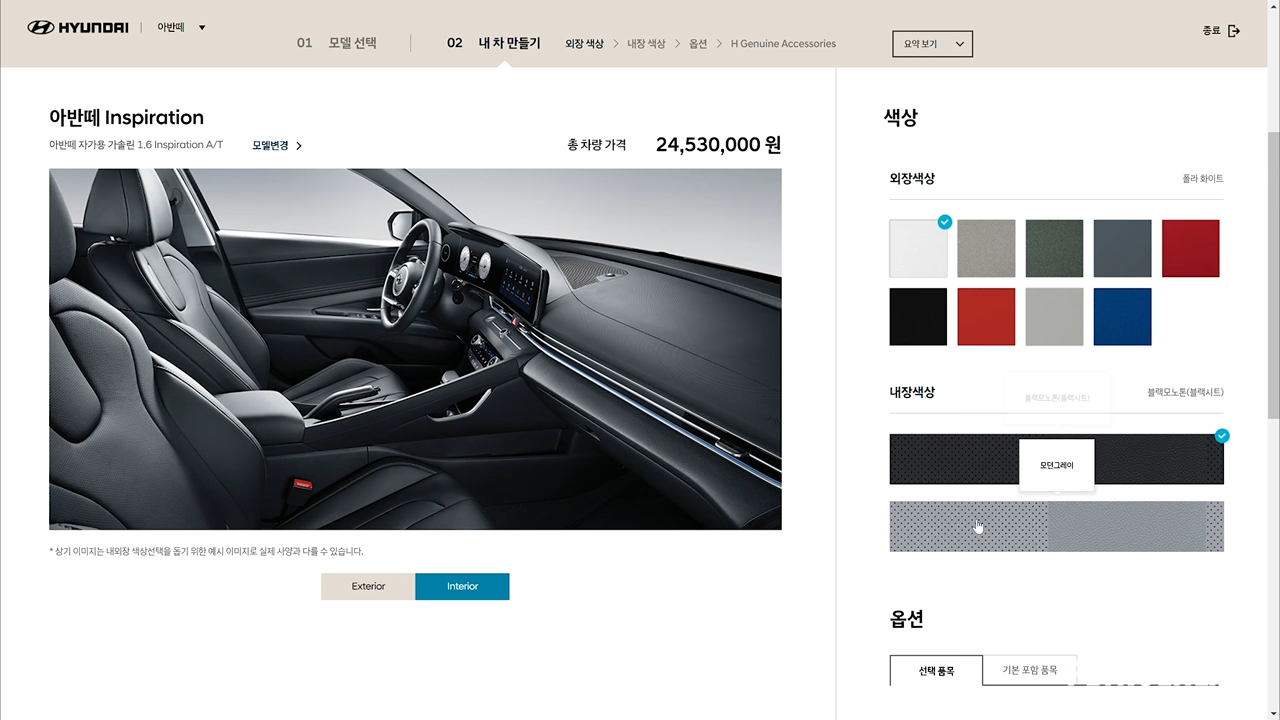 HYUNDAI
아반떼
01 모델 선택
02 내 차 만들기
외장 색상 > 내장 색상 > 옵션 > H Genuine Accessories
요약 보기
종료
아반떼 Inspiration
아반떼 자가용 가솔린 1.6 Inspiration A/T
모델변경
총 차량 가격 24,530,000 원
* 상기 이미지는 내외장 색상선택을 돕기 위한 예시 이미지로 실제 사양과 다를 수 있습니다.
Exterior
Interior
색상
외장색상
폴라 화이트
내장색상
블랙모노톤(블랙시트)
블랙모노톤(블랙시트)
모던그레이
옵션
선택 품목
기본 포함 품목